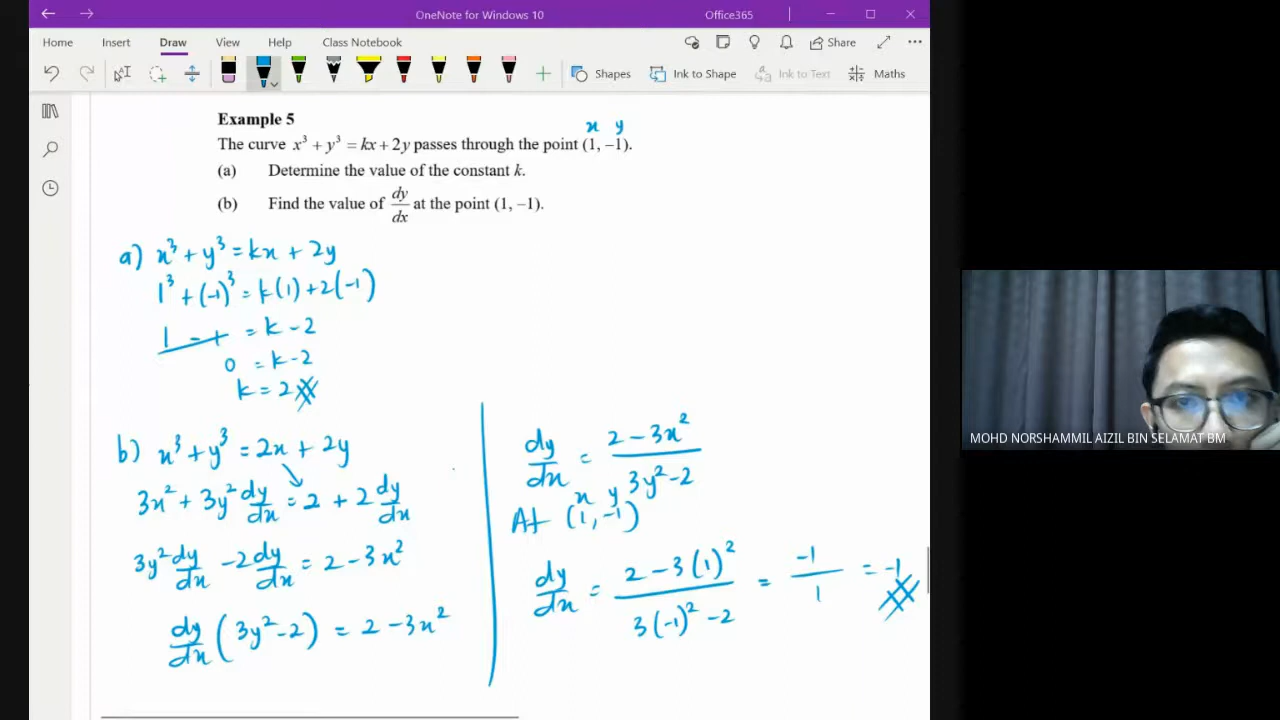 OneNote for Windows 10
Office365
Home Insert Draw View Help Class Notebook
Share
Shapes Ink to Shape Ink to Text Maths
Example 5
x y
The curve x³ + y³ = kx + 2y passes through the point (1, −1).
(a) Determine the value of the constant k.
(b) Find the value of dy/dx at the point (1, −1).
a) x³ + y³ = kx + 2y
1³ + (-1)³ = k(1) + 2(-1)
1 - 1 = k - 2
0 = k - 2
k = 2
b) x³ + y³ = 2x + 2y
3x² + 3y² dy/dx = 2 + 2 dy/dx
3y² dy/dx - 2 dy/dx = 2 - 3x²
dy/dx (3y² - 2) = 2 - 3x²
dy/dx = (2 - 3x²)/(3y² - 2)
x y
At (1, -1)
dy/dx = (2 - 3(1)²)/(3(-1)² - 2) = -1/1 = -1
MOHD NORSHAMMIL AIZIL BIN SELAMAT BM